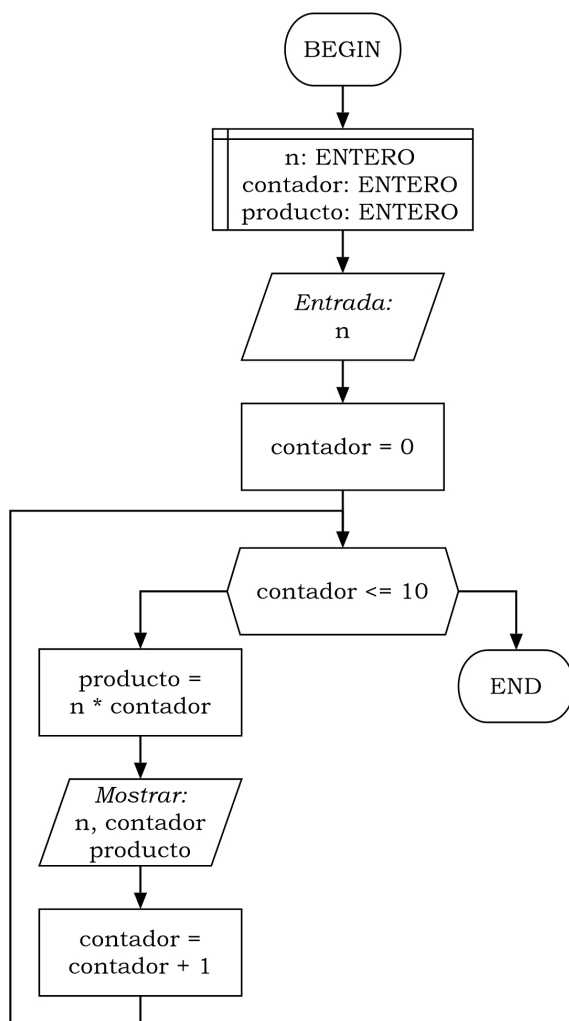 BEGIN
n: ENTERO
contador: ENTERO
producto: ENTERO
Entrada:
n
contador = 0
contador <= 10
producto =
n * contador
END
Mostrar:
n, contador
producto
contador =
contador + 1